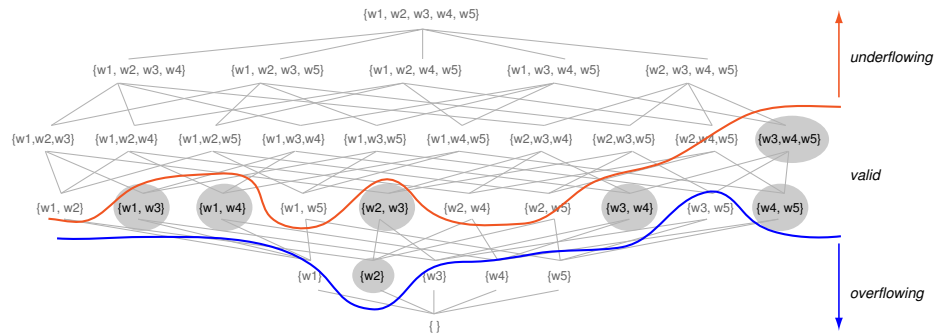 {w1, w2, w3, w4, w5}
underflowing
{w1, w2, w3, w4} {w1, w2, w3, w5} {w1, w2, w4, w5} {w1, w3, w4, w5} {w2, w3, w4, w5}
{w1,w2,w3} {w1,w2,w4} {w1,w2,w5} {w1,w3,w4} {w1,w3,w5} {w1,w4,w5} {w2,w3,w4} {w2,w3,w5} {w2,w4,w5} {w3,w4,w5}
valid
{w1, w2} {w1, w3} {w1, w4} {w1, w5} {w2, w3} {w2, w4} {w2, w5} {w3, w4} {w3, w5} {w4, w5}
{w1} {w2} {w3} {w4} {w5}
overflowing
{ }